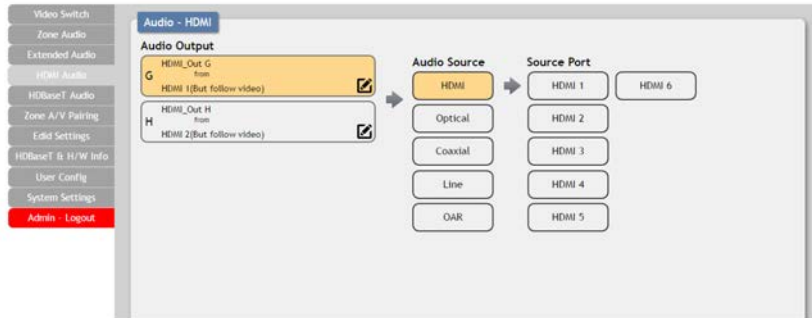 Video Switch
Zone Audio
Extended Audio
HDMI Audio
HDBaseT Audio
Zone A/V Pairing
Edid Settings
HDBaseT & H/W Info
User Config
System Settings
Admin - Logout
Audio - HDMI
Audio Output
HDMI_Out G
G from
HDMI 1(But follow video)
HDMI_Out H
H from
HDMI 2(But follow video)
Audio Source
HDMI
Optical
Coaxial
Line
OAR
Source Port
HDMI 1 HDMI 6
HDMI 2
HDMI 3
HDMI 4
HDMI 5